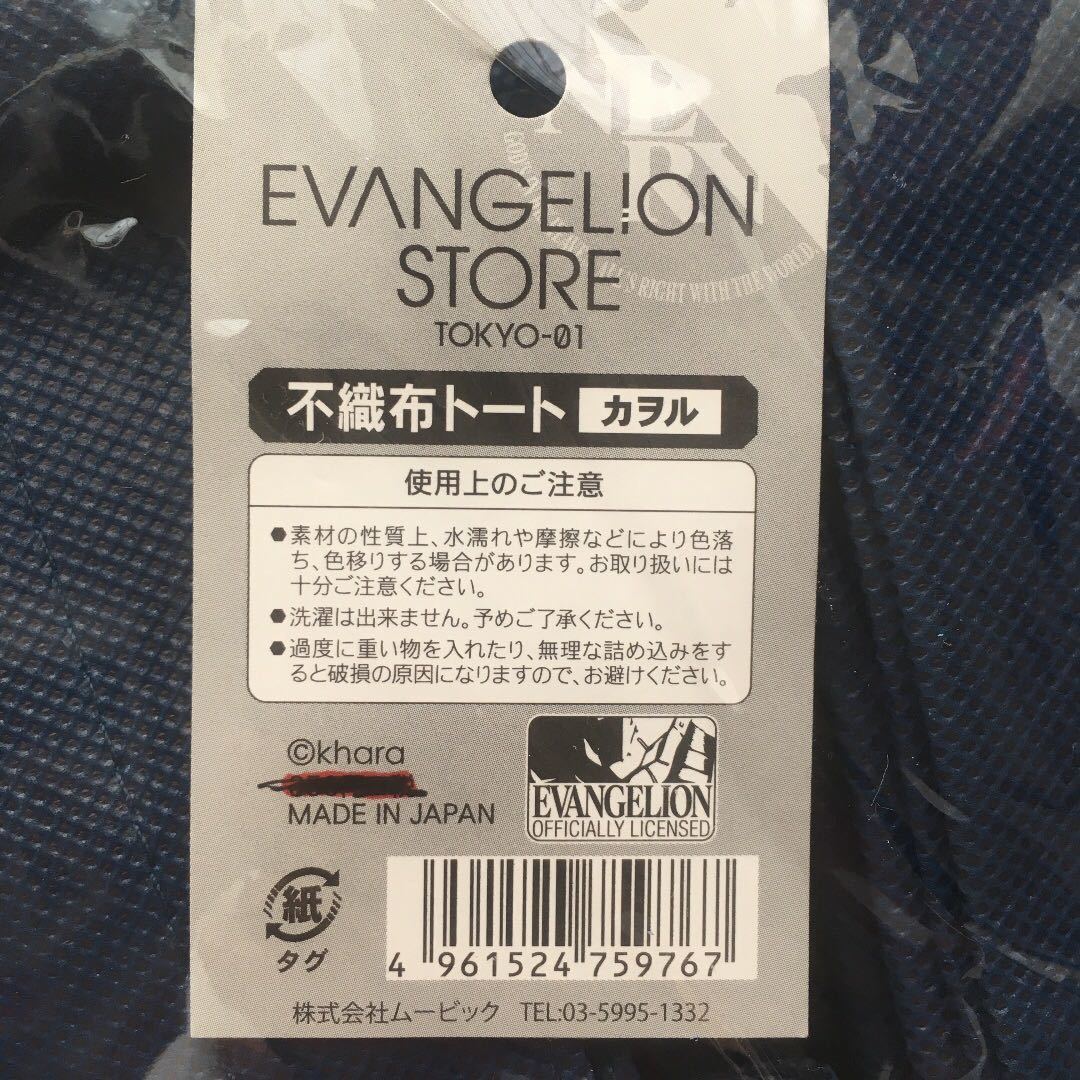 EVANGEL!ON
STORE
TOKYO-01
不織布トート カヲル
使用上のご注意
●素材の性質上、水濡れや摩擦などにより色落
ち、色移りする場合があります。お取り扱いには
十分ご注意ください。
●洗濯は出来ません。予めご了承ください。
●過度に重い物を入れたり、無理な詰め込みをす
ると破損の原因になりますので、お避けください。
©khara
MADE IN JAPAN
EVANGELION
OFFICIALLY LICENSED
紙
タグ
4 961524 759767
株式会社ムービック TEL:03-5995-1332